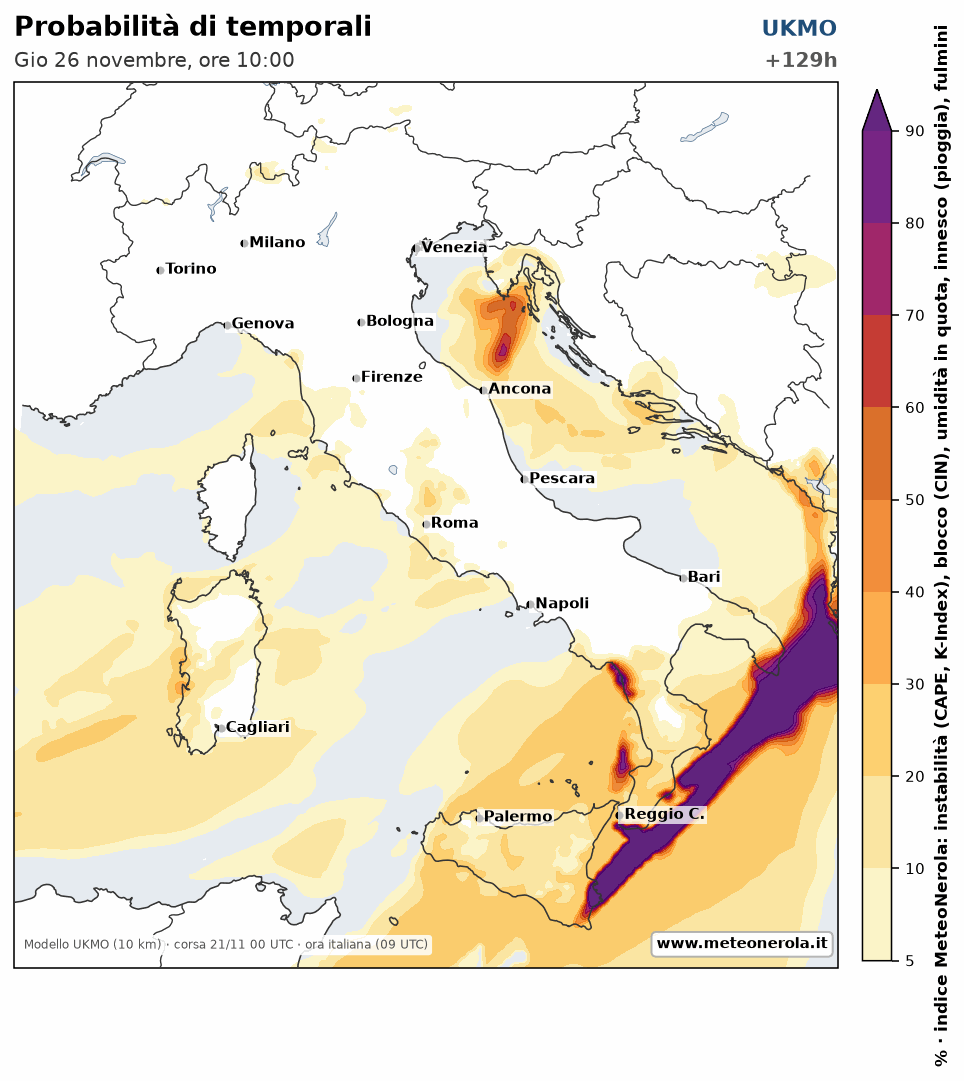 Probabilità di temporali
UKMO
Gio 26 novembre, ore 10:00
+129h
Milano
Venezia
Torino
Genova
Bologna
Firenze
Ancona
Pescara
Roma
Bari
Napoli
Cagliari
Palermo
Reggio C.
Modello UKMO (10 km) · corsa 21/11 00 UTC · ora italiana (09 UTC)
www.meteonerola.it
90
80
70
60
50
40
30
20
10
5
% · indice MeteoNerola: instabilità (CAPE, K-Index), blocco (CIN), umidità in quota, innesco (pioggia), fulmini